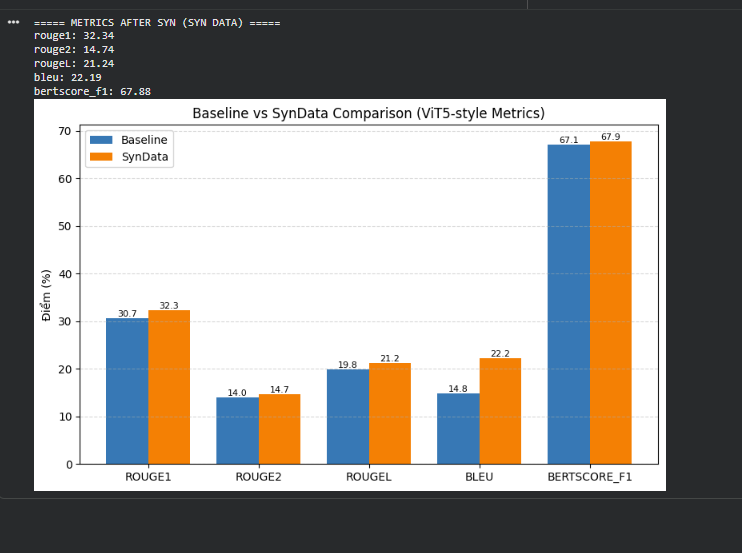 •••
===== METRICS AFTER SYN (SYN DATA) =====
rouge1: 32.34
rouge2: 14.74
rougeL: 21.24
bleu: 22.19
bertscore_f1: 67.88
Baseline vs SynData Comparison (ViT5-style Metrics)
Baseline
SynData
Điểm (%)
70
60
50
40
30
20
10
0
30.7
32.3
14.0
14.7
19.8
21.2
14.8
22.2
67.1
67.9
ROUGE1
ROUGE2
ROUGEL
BLEU
BERTSCORE_F1